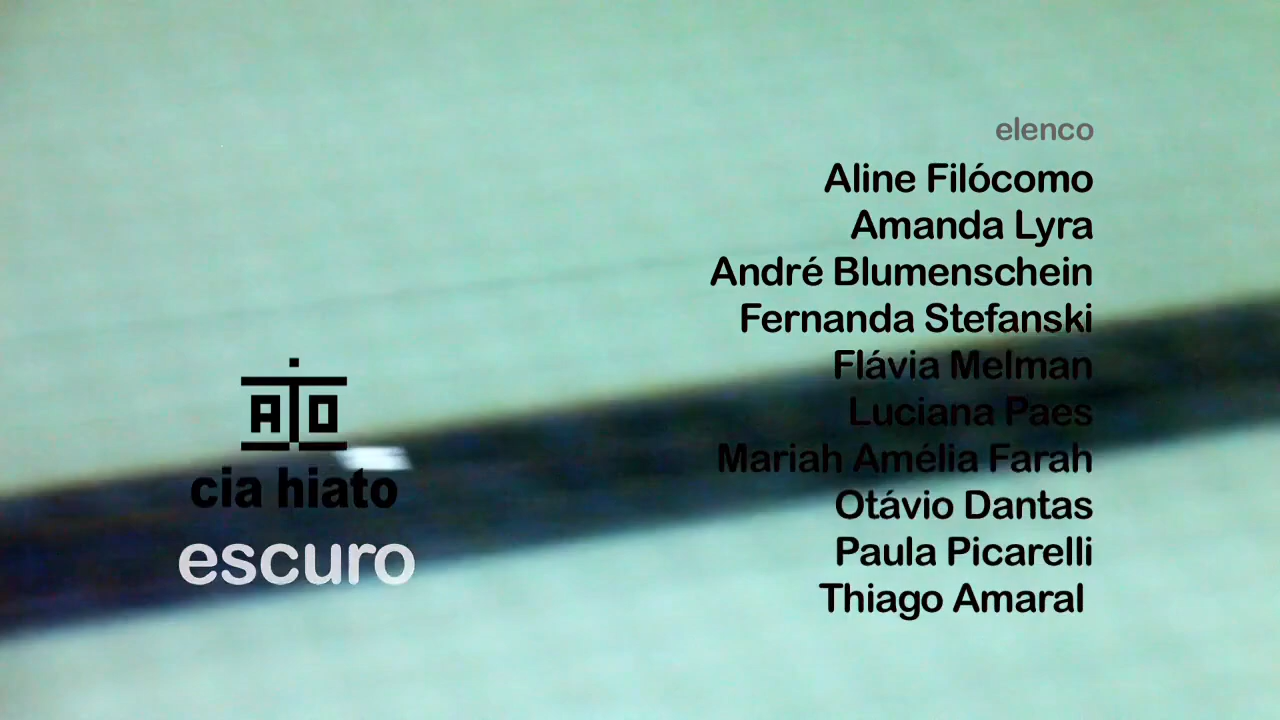 ATO
cia hiato
escuro
elenco
Aline Filócomo
Amanda Lyra
André Blumenschein
Fernanda Stefanski
Flávia Melman
Luciana Paes
Mariah Amélia Farah
Otávio Dantas
Paula Picarelli
Thiago Amaral